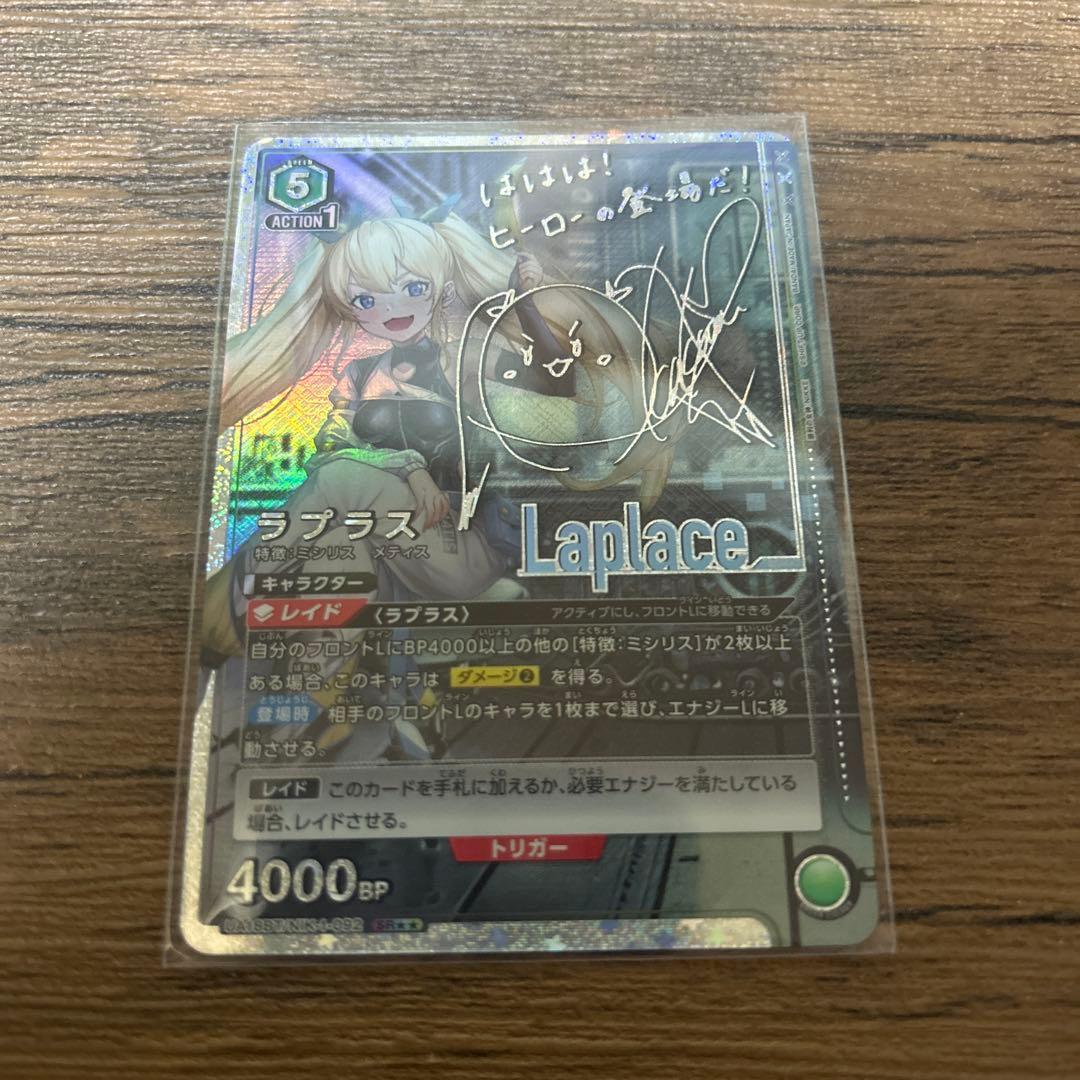 5
ACTION1
ははは!
ヒーローの登場だ!
ラプラス
特徴:ミシリス メティス
Laplace
キャラクター
レイド 〈ラプラス〉 アクティブにし、フロントLに移動できる
自分のフロントLにBP4000以上の他の[特徴:ミシリス]が2枚以上
ある場合、このキャラは ダメージ❷ を得る。
登場時 相手のフロントLのキャラを1枚まで選び、エナジーLに移
動させる。
レイド このカードを手札に加えるか、必要エナジーを満たしている
場合、レイドさせる。
トリガー
4000BP
SR★★